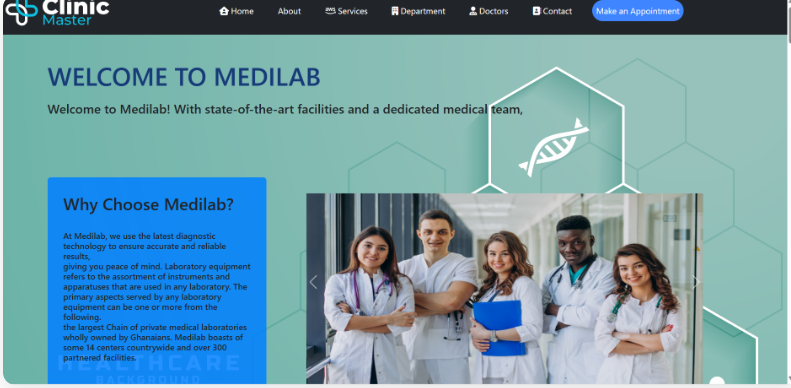 Clinic
Master
Home
About
Services
Department
Doctors
Contact
Make an Appointment
WELCOME TO MEDILAB
Welcome to Medilab! With state-of-the-art facilities and a dedicated medical team,
Why Choose Medilab?
At Medilab, we use the latest diagnostic
technology to ensure accurate and reliable
results,
giving you peace of mind. Laboratory equipment
refers to the assortment of instruments and
apparatuses that are used in any laboratory. The
primary aspects served by any laboratory
equipment can be one or more from the
following.
the largest Chain of private medical laboratories
wholly owned by Ghanaians. Medilab boasts of
some 14 centers countrywide and over 300
partnered facilities.
HEALTHCARE
BACKGROUND